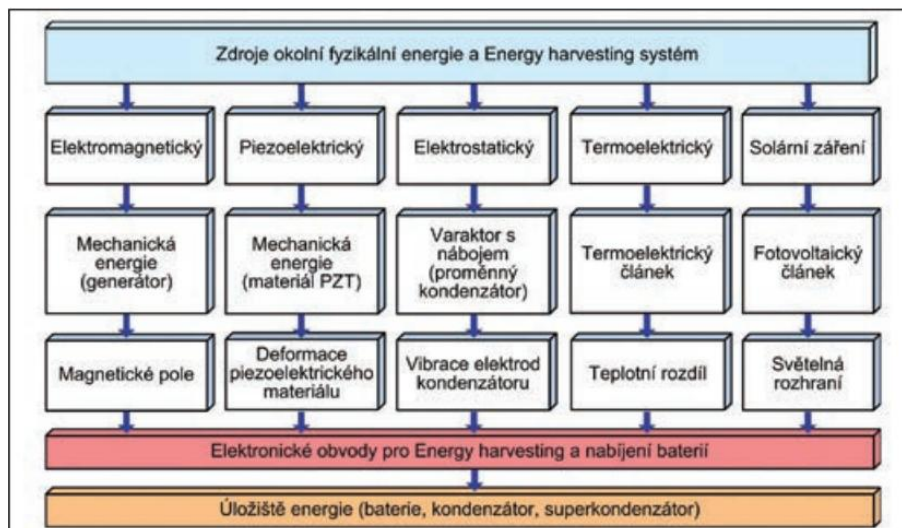 Zdroje okolní fyzikální energie a Energy harvesting systém
Elektromagnetický
Piezoelektrický
Elektrostatický
Termoelektrický
Solární záření
Mechanická
energie
(generátor)
Mechanická
energie
(materiál PZT)
Varaktor s
nábojem
(proměnný
kondenzátor)
Termoelektrický
článek
Fotovoltaický
článek
Magnetické pole
Deformace
piezoelektrického
materiálu
Vibrace elektrod
kondenzátoru
Teplotní rozdíl
Světelná
rozhraní
Elektronické obvody pro Energy harvesting a nabíjení baterií
Úložiště energie (baterie, kondenzátor, superkondenzátor)